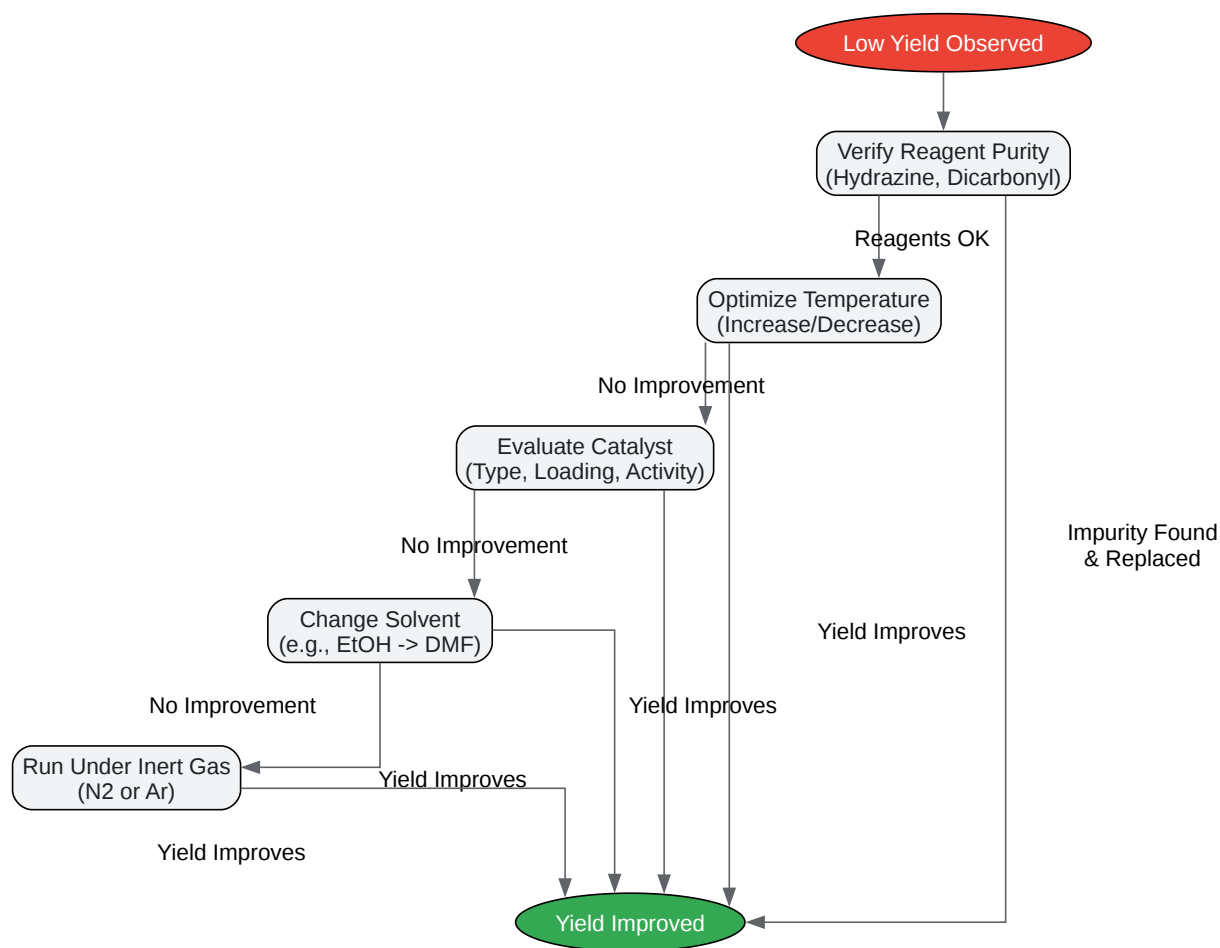 Low Yield Observed
Verify Reagent Purity
(Hydrazine, Dicarbonyl)
Reagents OK
Optimize Temperature
(Increase/Decrease)
No Improvement
Evaluate Catalyst
(Type, Loading, Activity)
No Improvement
Impurity Found
& Replaced
Change Solvent
(e.g., EtOH -> DMF)
Yield Improves
No Improvement
Yield Improves
Run Under Inert Gas
(N2 or Ar)
Yield Improves
Yield Improves
Yield Improved